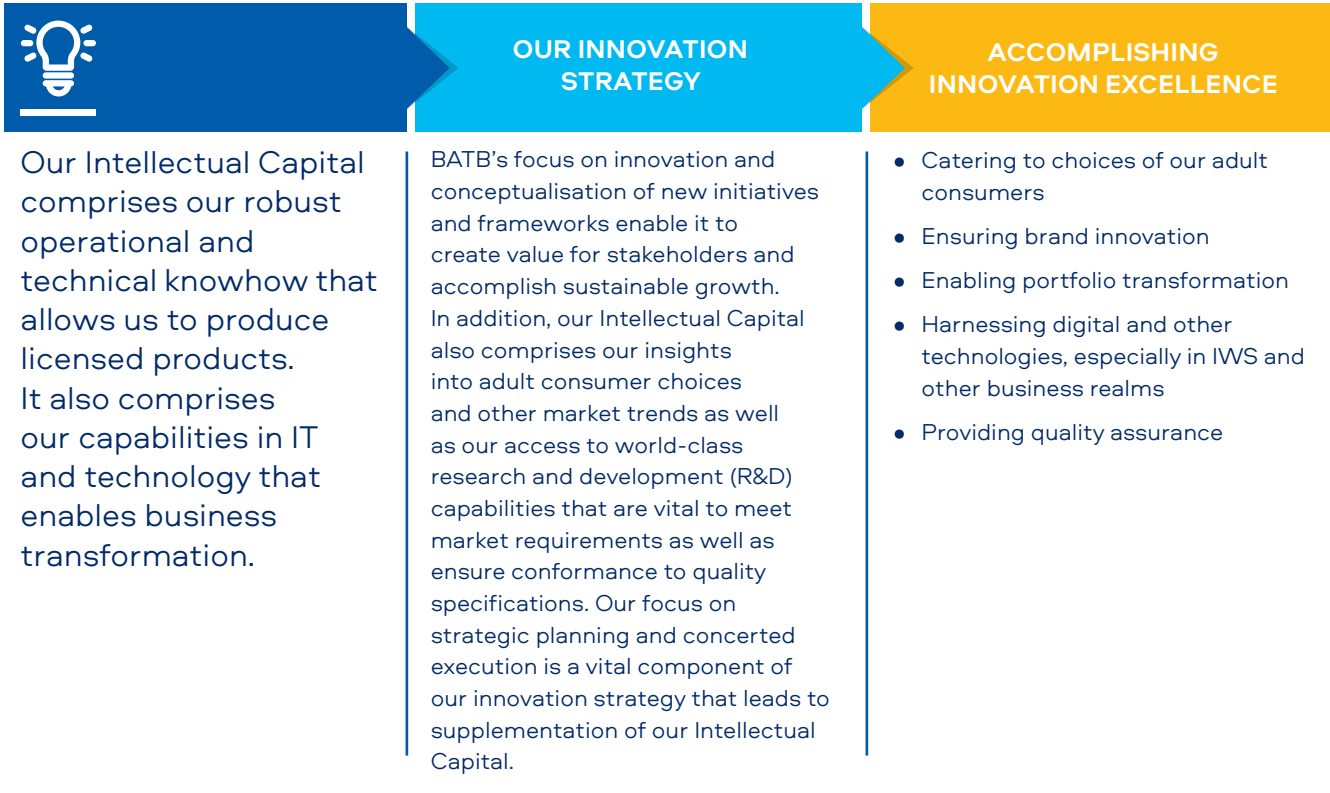 Our Intellectual Capital
comprises our robust
operational and
technical knowhow that
allows us to produce
licensed products.
It also comprises
our capabilities in IT
and technology that
enables business
transformation.
OUR INNOVATION
STRATEGY
BATB's focus on innovation and
conceptualisation of new initiatives
and frameworks enable it to
create value for stakeholders and
accomplish sustainable growth.
In addition, our Intellectual Capital
also comprises our insights
into adult consumer choices
and other market trends as well
as our access to world-class
research and development (R&D)
capabilities that are vital to meet
market requirements as well as
ensure conformance to quality
specifications. Our focus on
strategic planning and concerted
execution is a vital component of
our innovation strategy that leads to
supplementation of our Intellectual
Capital.
ACCOMPLISHING
INNOVATION EXCELLENCE
• Catering to choices of our adult
consumers
• Ensuring brand innovation
• Enabling portfolio transformation
• Harnessing digital and other
technologies, especially in IWS and
other business realms
• Providing quality assurance